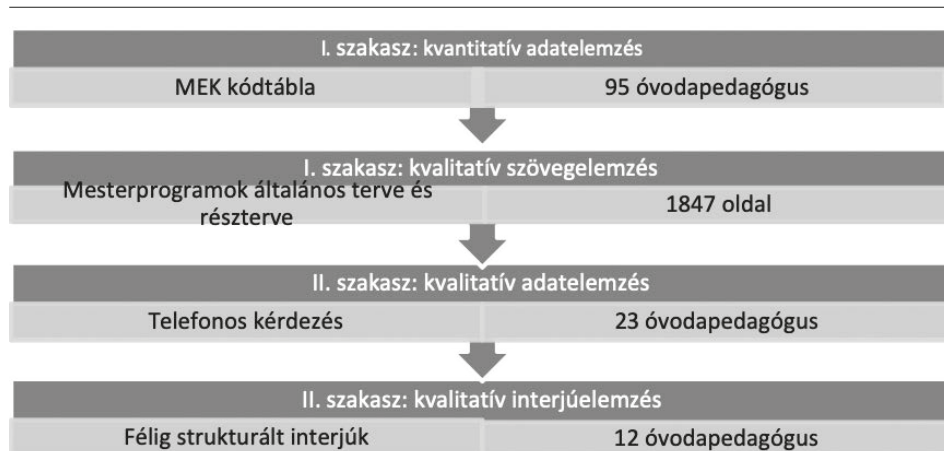 I. szakasz: kvantitatív adatelemzés
MEK kódtábla
95 óvodapedagógus
I. szakasz: kvalitatív szövegelemzés
Mesterprogramok általános terve és
részterve
1847 oldal
II. szakasz: kvalitatív adatelemzés
Telefonos kérdezés
23 óvodapedagógus
II. szakasz: kvalitatív interjúelemzés
Félig strukturált interjúk
12 óvodapedagógus